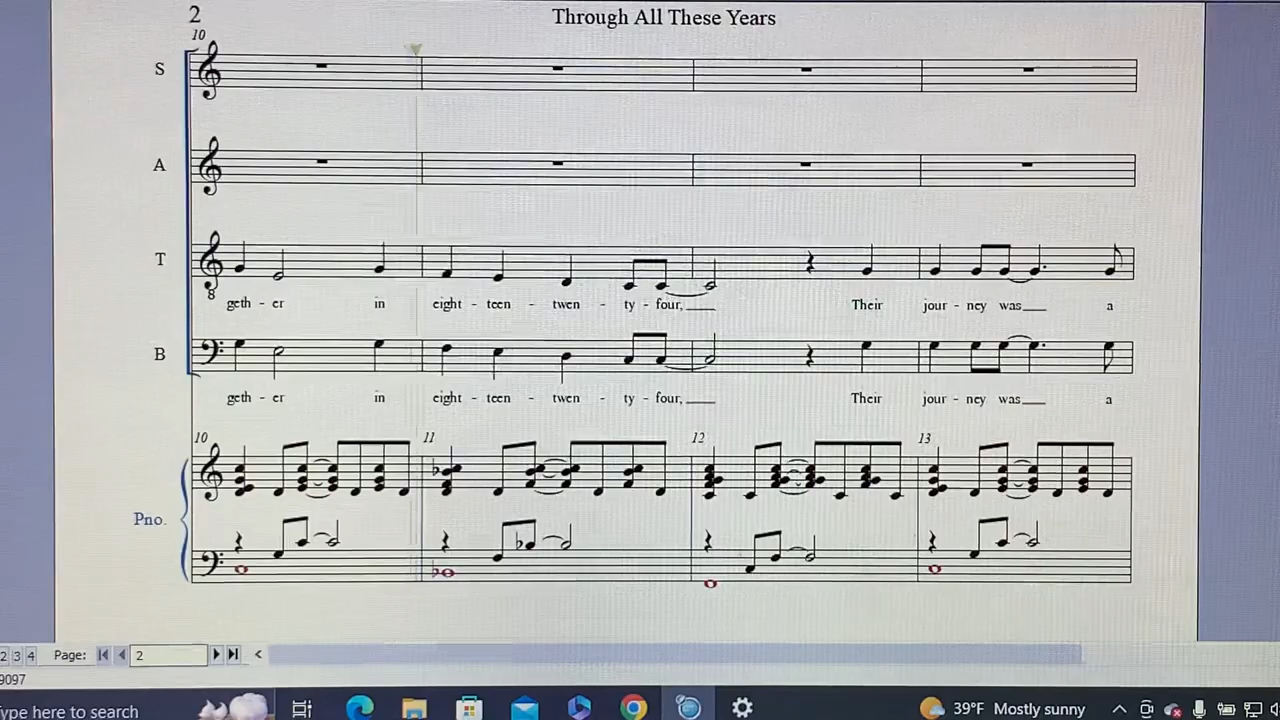 2
Through All These Years
10
S
A
T
8
geth - er in eight - teen - twen - ty - four, Their jour - ney was a
B
geth - er in eight - teen - twen - ty - four, Their jour - ney was a
10 11 12 13
Pno.
2 3 4 Page: 2 <
9097
ype here to search 39°F Mostly sunny